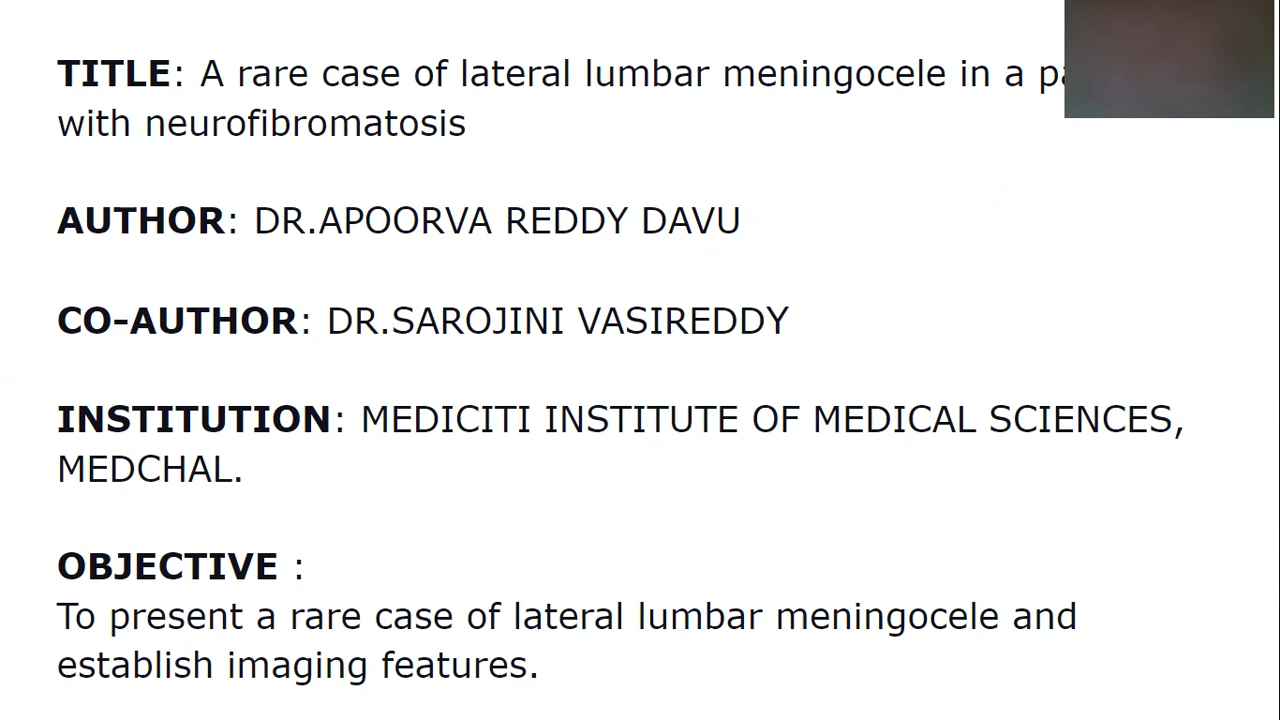 TITLE: A rare case of lateral lumbar meningocele in a
with neurofibromatosis
AUTHOR: DR.APOORVA REDDY DAVU
CO-AUTHOR: DR.SAROJINI VASIREDDY
INSTITUTION: MEDICITI INSTITUTE OF MEDICAL SCIENCES,
MEDCHAL.
OBJECTIVE :
To present a rare case of lateral lumbar meningocele and
establish imaging features.